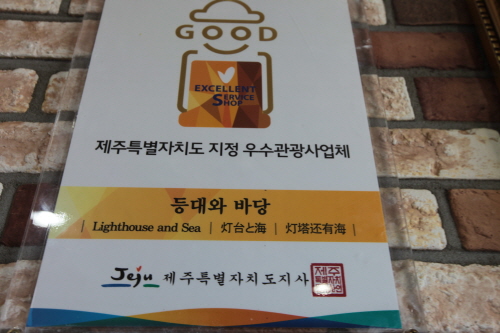 GOOD
EXCELLENT
SERVICE
SHOP
제주특별자치도 지정 우수관광사업체
등대와 바당
| Lighthouse and Sea | 灯台と海 | 灯塔还有海 |
Jeju 제주특별자치도지사